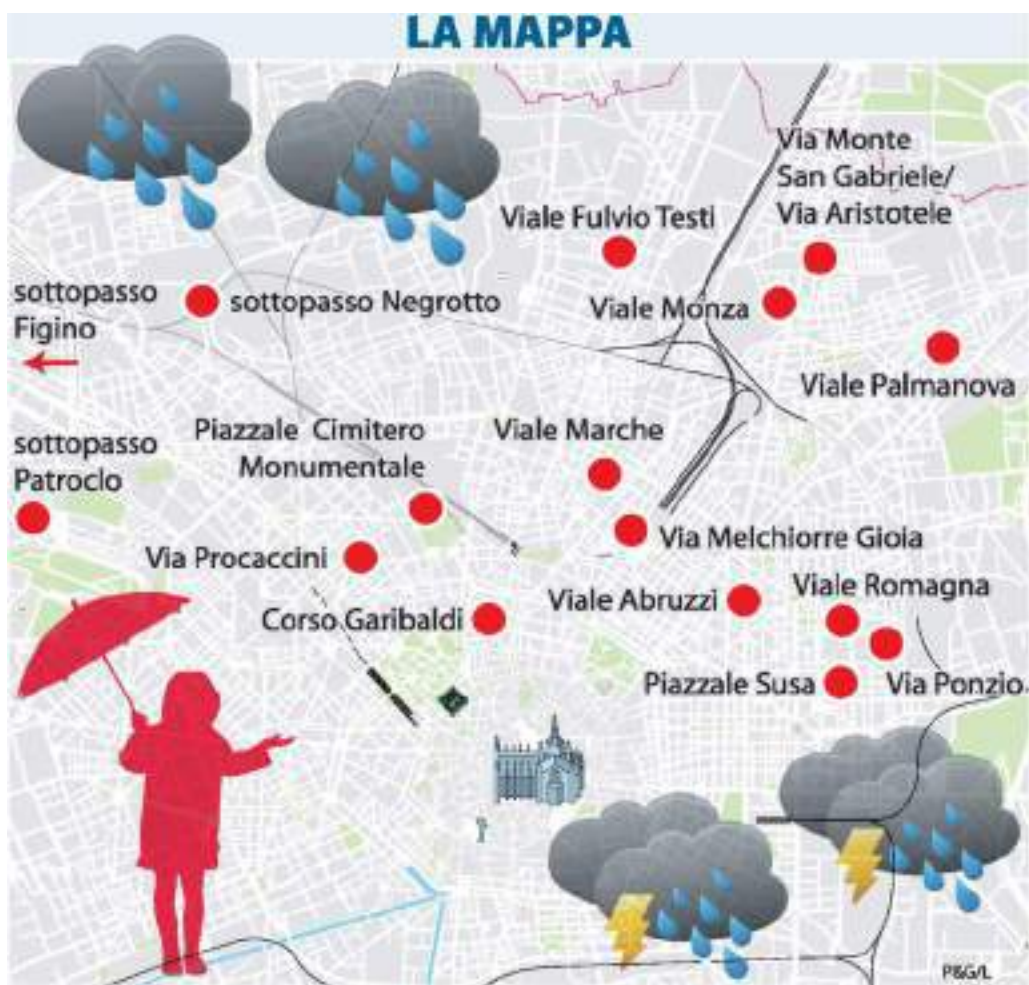 LA MAPPA
Via Monte
San Gabriele/
Via Aristotele
Viale Fulvio Testi
sottopasso
Figino
sottopasso Negrotto
Viale Monza
Viale Palmanova
Piazzale Cimitero
Monumentale
Viale Marche
sottopasso
Patroclo
Via Melchiorre Gioia
Via Procaccini
Viale Romagna
Viale Abruzzi
Corso Garibaldi
Piazzale Susa
Via Ponzio
P&G/L